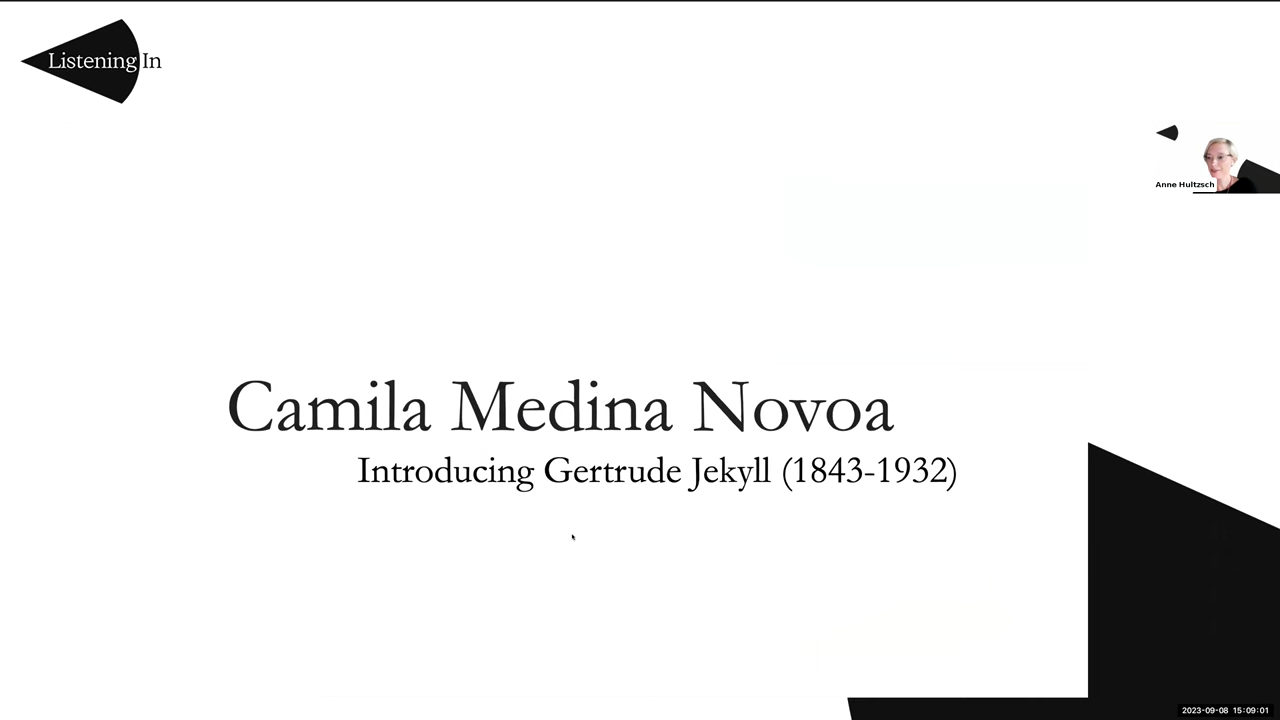 Listening In
Anne Hultzsch
Camila Medina Novoa
Introducing Gertrude Jekyll (1843-1932)
2023-09-08 15:09:01